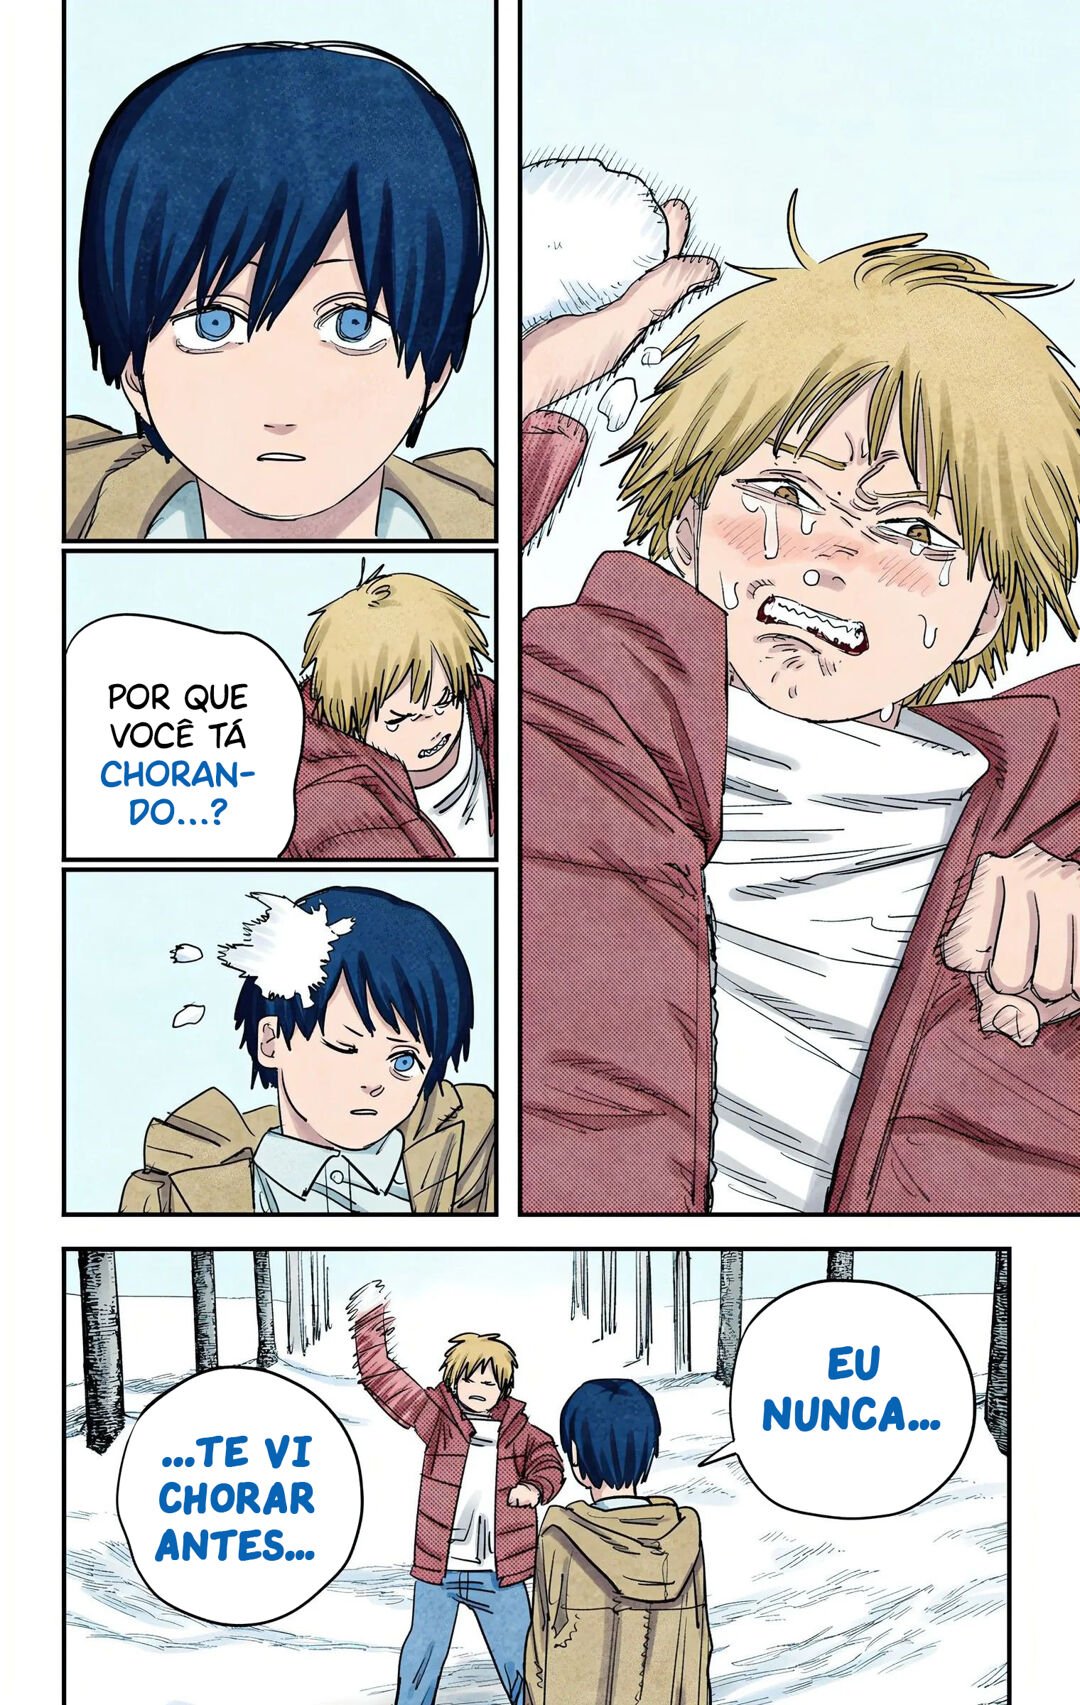 POR QUE
VOCÊ TÁ
CHORAN-
DO...?
EU
NUNCA...
...TE VI
CHORAR
ANTES...